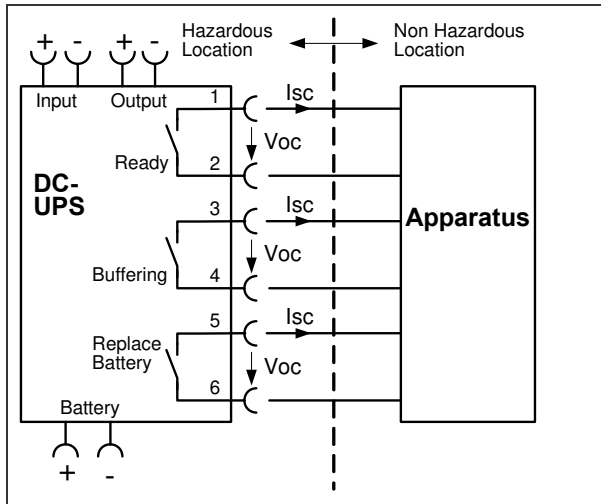 Hazardous
Location
Non Hazardous
Location
+ - + -
Input Output
1 Isc
Voc
Ready 2
DC-
UPS
3 Isc
Voc
Buffering 4
Apparatus
5 Isc
Replace
Battery
Voc
6
Battery
+ -